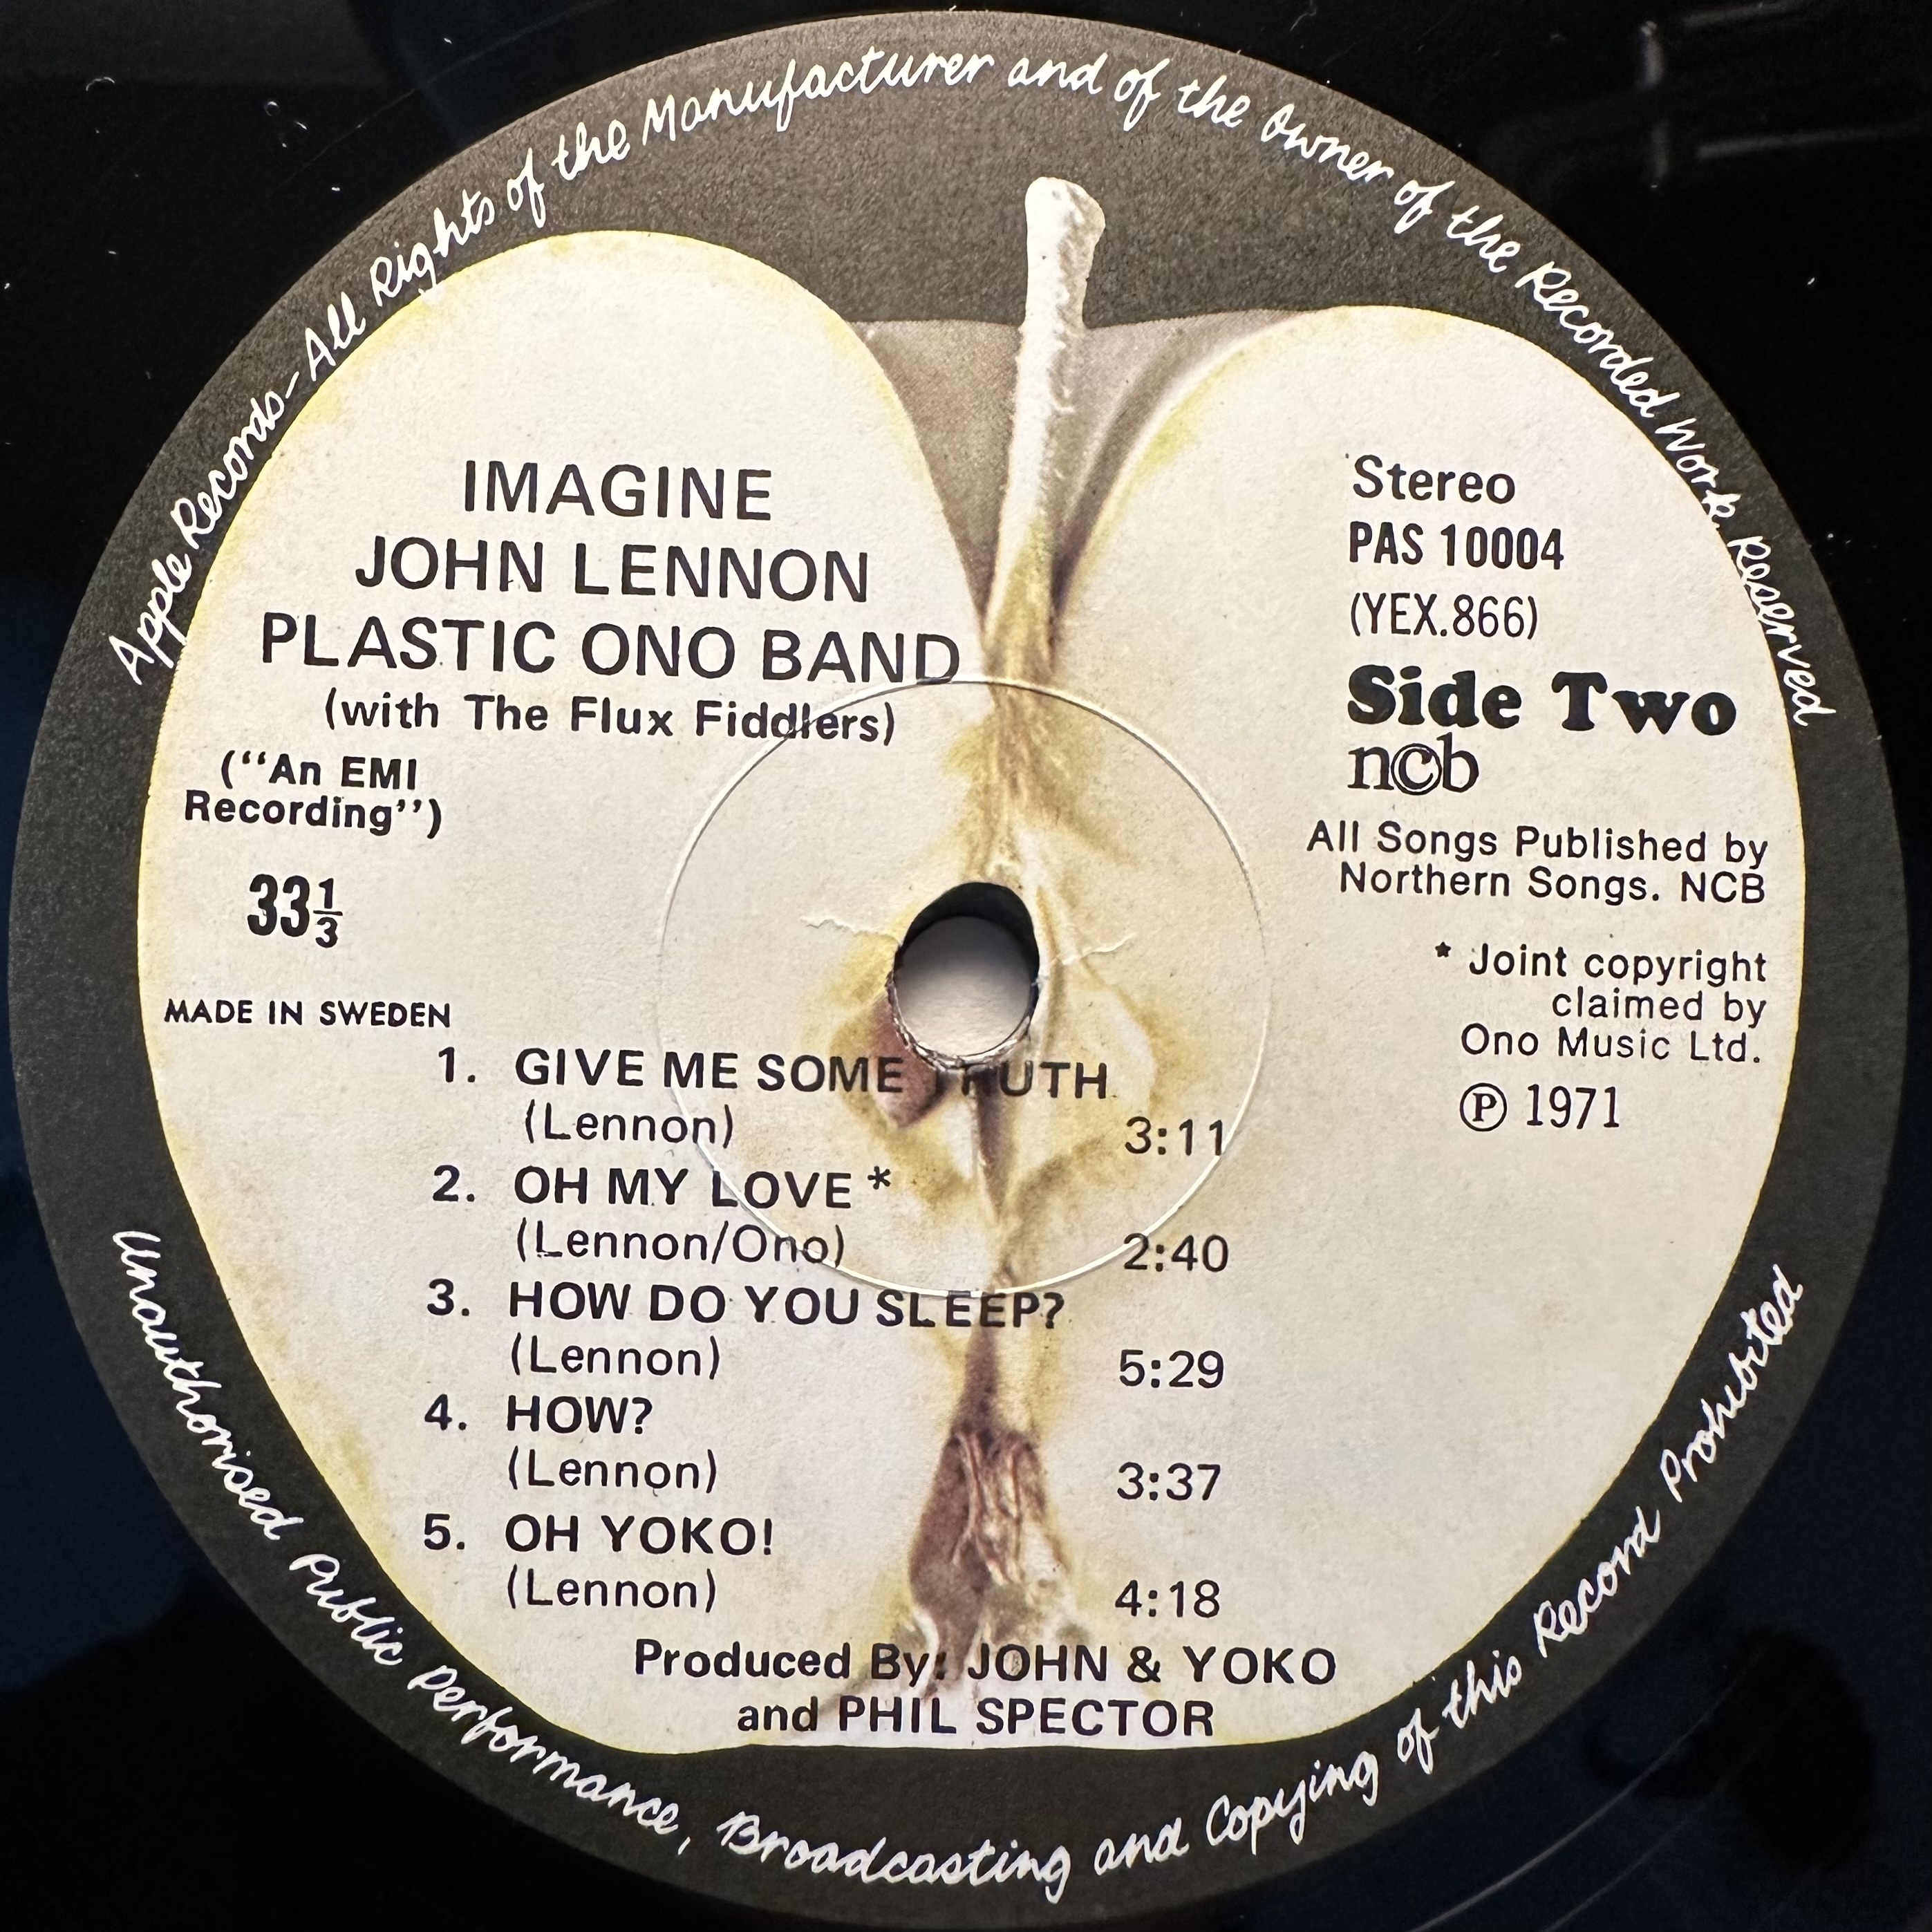 Apple Records—All Rights of the Manufacturer and of the Owner of the Recorded Work Reserved
IMAGINE
JOHN LENNON
PLASTIC ONO BAND
(with The Flux Fiddlers)
(“An EMI
Recording”)
33⅓
MADE IN SWEDEN
Stereo
PAS 10004
(YEX.866)
Side Two
n©b
All Songs Published by
Northern Songs. NCB
* Joint copyright
claimed by
Ono Music Ltd.
℗ 1971
1. GIVE ME SOME TRUTH
(Lennon) 3:11
2. OH MY LOVE *
(Lennon/Ono) 2:40
3. HOW DO YOU SLEEP?
(Lennon) 5:29
4. HOW?
(Lennon) 3:37
5. OH YOKO!
(Lennon) 4:18
Produced By: JOHN & YOKO
and PHIL SPECTOR
Unauthorised Public Performance, Broadcasting and Copying of this Record Prohibited